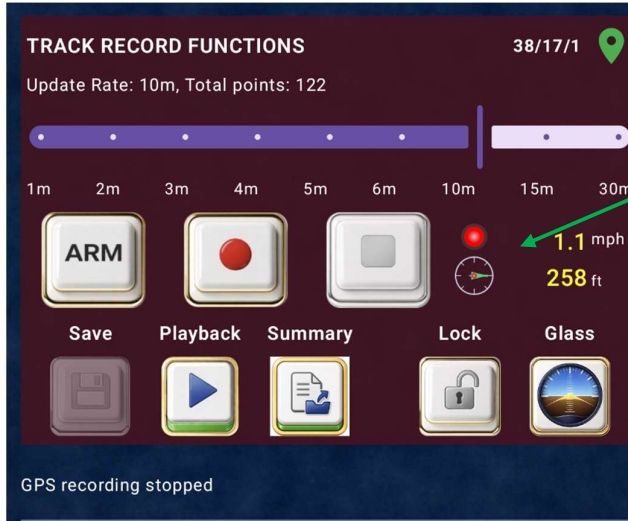 TRACK RECORD FUNCTIONS 38/17/1
Update Rate: 10m, Total points: 122
1m 2m 3m 4m 5m 6m 10m 15m 30m
ARM 1.1 mph
258 ft
Save Playback Summary Lock Glass
GPS recording stopped